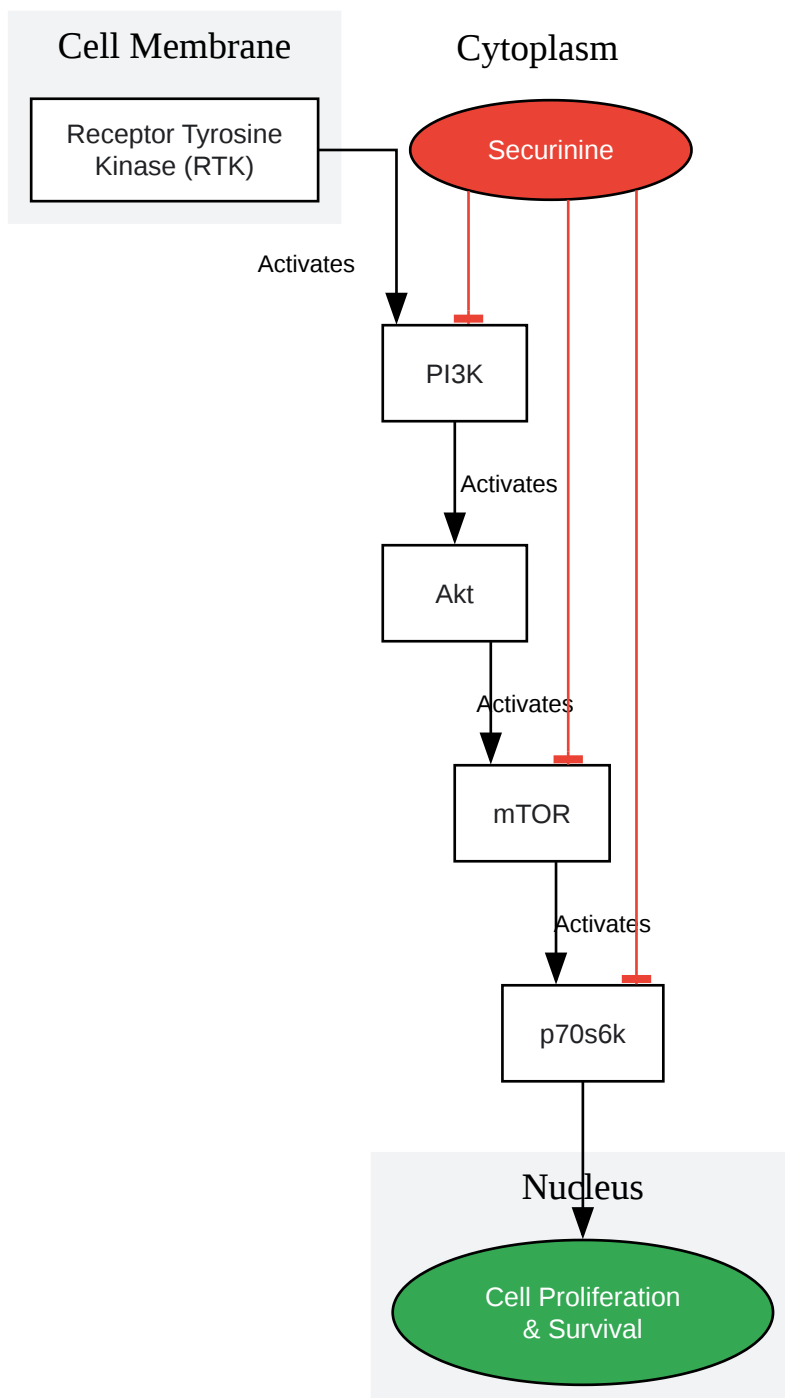 Cell Membrane
Cytoplasm
Receptor Tyrosine
Kinase (RTK)
Securinine
Activates
PI3K
Activates
Akt
Activates
mTOR
Activates
p70s6k
Nucleus
Cell Proliferation
& Survival